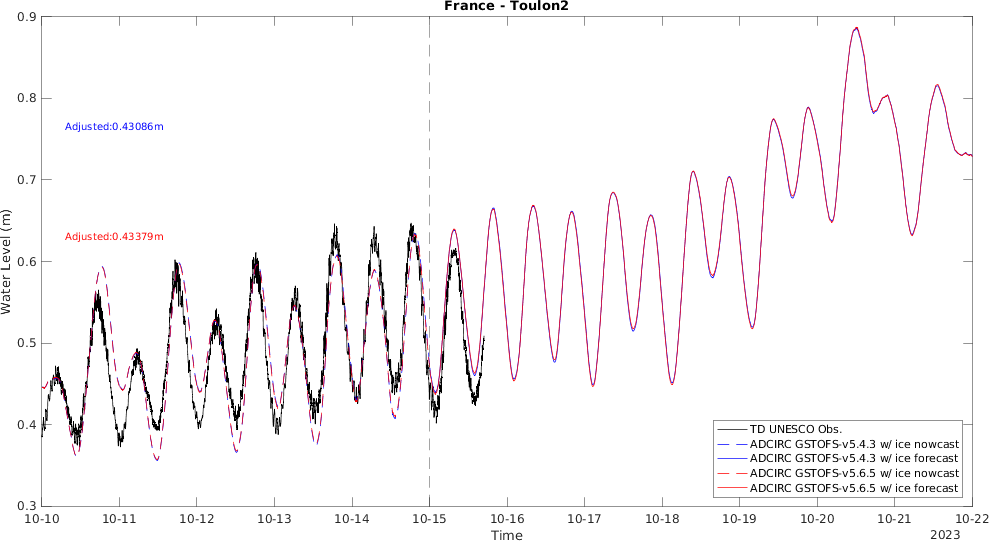 France - Toulon2
0.9
0.8
0.7
0.6
0.5
0.4
0.3
Water Level (m)
Adjusted:0.43086m
Adjusted:0.43379m
TD UNESCO Obs.
ADCIRC GSTOFS-v5.4.3 w/ ice nowcast
ADCIRC GSTOFS-v5.4.3 w/ ice forecast
ADCIRC GSTOFS-v5.6.5 w/ ice nowcast
ADCIRC GSTOFS-v5.6.5 w/ ice forecast
10-10 10-11 10-12 10-13 10-14 10-15 10-16 10-17 10-18 10-19 10-20 10-21 10-22
Time
2023